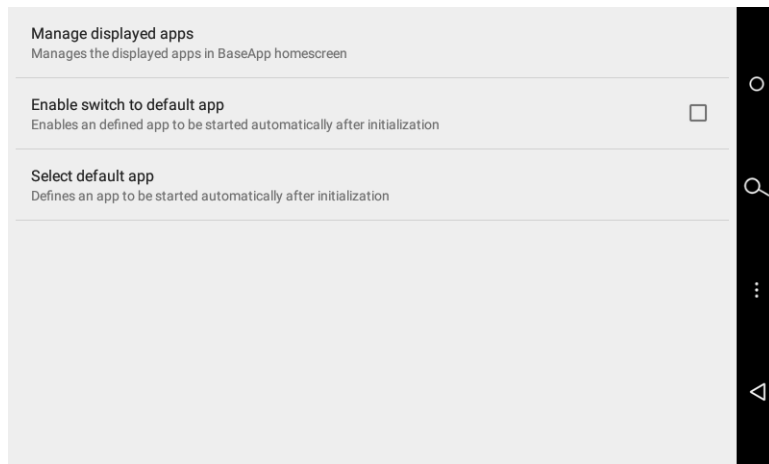 Manage displayed apps
Manages the displayed apps in BaseApp homescreen
Enable switch to default app
Enables an defined app to be started automatically after initialization
Select default app
Defines an app to be started automatically after initialization